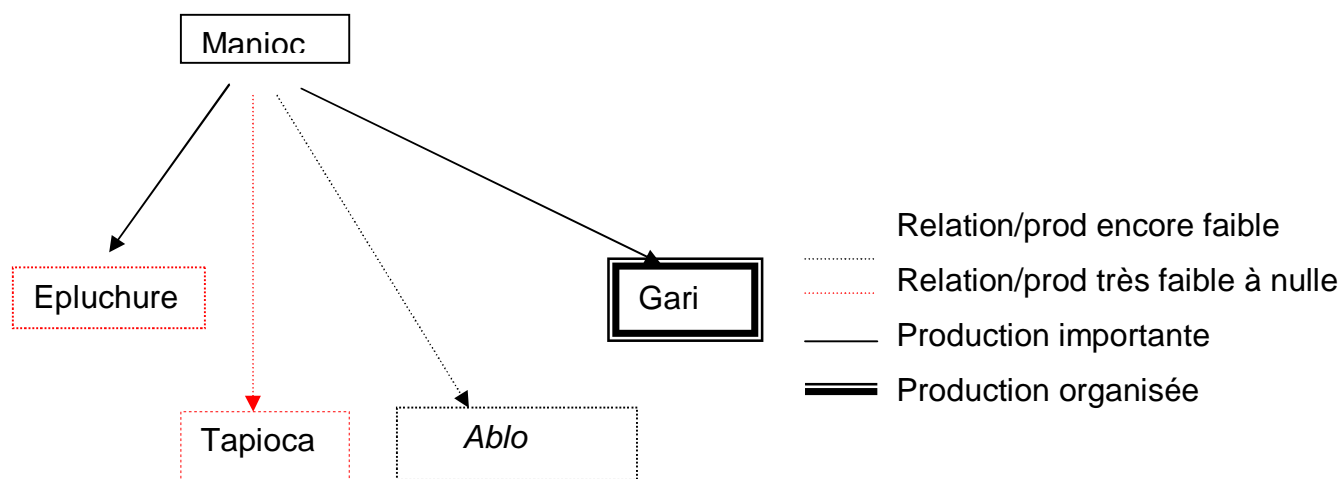 Manioc
Epluchure
Tapioca
Ablo
Gari
Relation/prod encore faible
Relation/prod très faible à nulle
Production importante
Production organisée